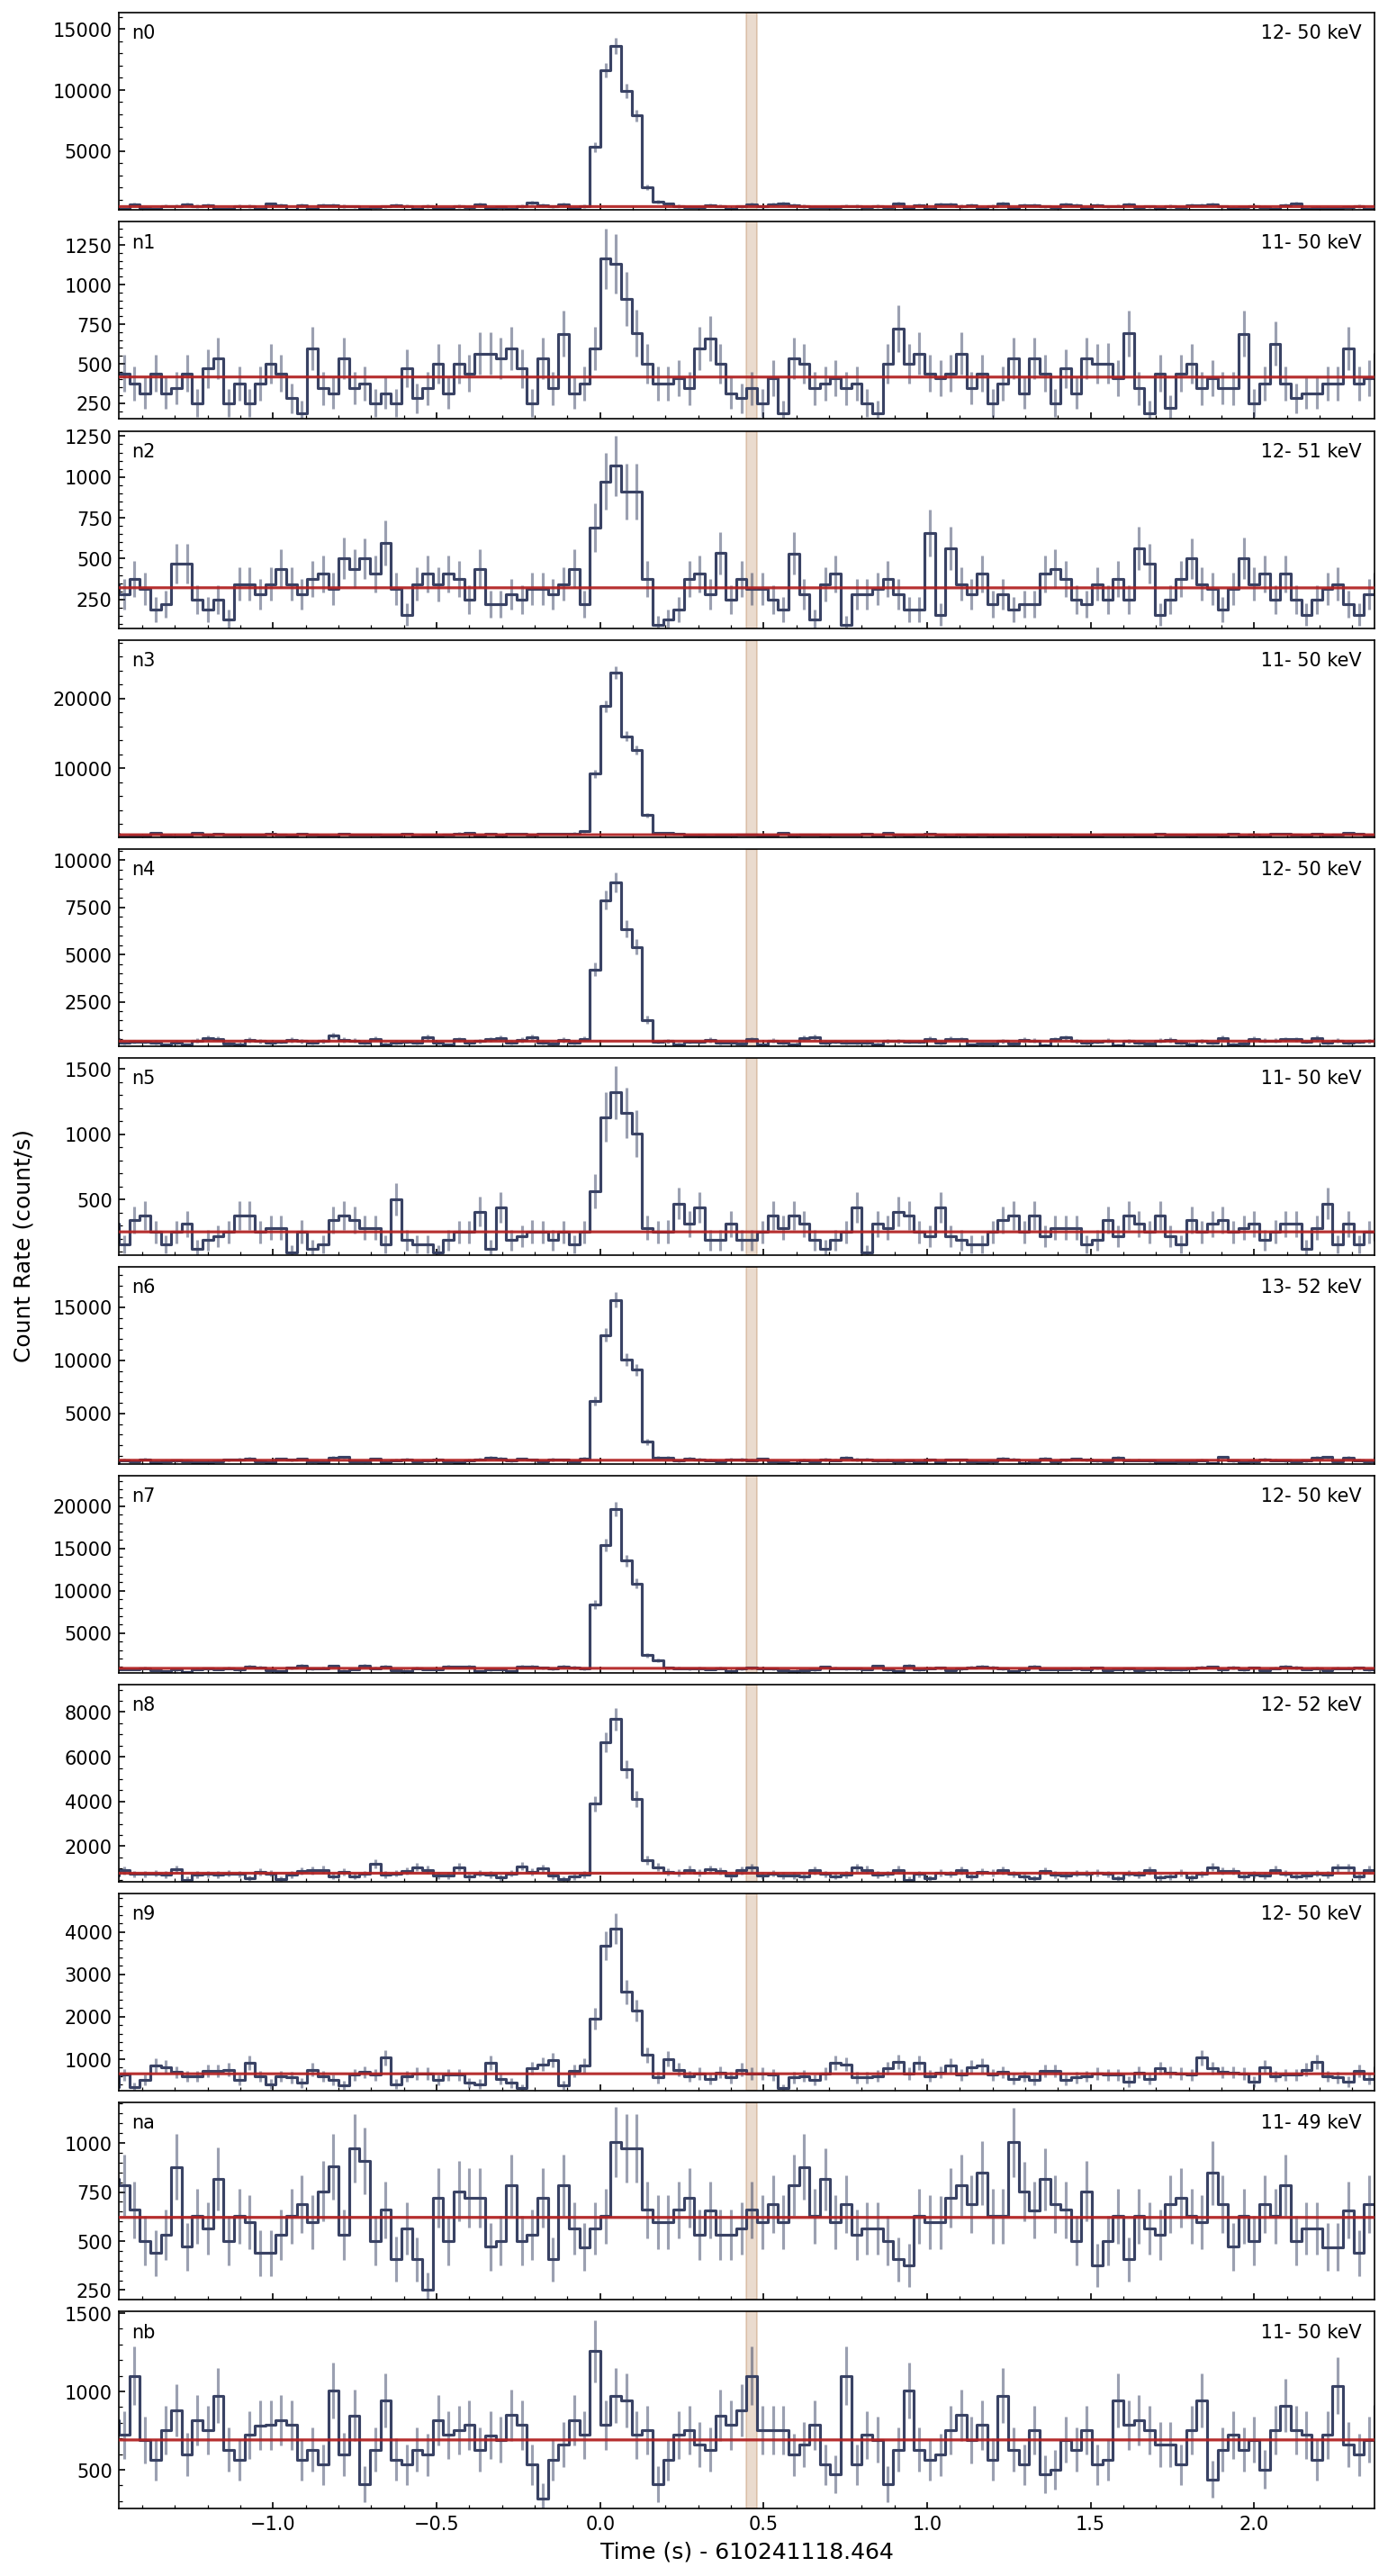 n0 12- 50 keV
15000
10000
5000
n1 11- 50 keV
1250
1000
750
500
250
n2 12- 51 keV
1250
1000
750
500
250
n3 11- 50 keV
20000
10000
n4 12- 50 keV
10000
7500
5000
2500
n5 11- 50 keV
1500
1000
500
Count Rate (count/s)
n6 13- 52 keV
15000
10000
5000
n7 12- 50 keV
20000
15000
10000
5000
n8 12- 52 keV
8000
6000
4000
2000
n9 12- 50 keV
4000
3000
2000
1000
na 11- 49 keV
1000
750
500
250
nb 11- 50 keV
1500
1000
500
−1.0 −0.5 0.0 0.5 1.0 1.5 2.0
Time (s) - 610241118.464